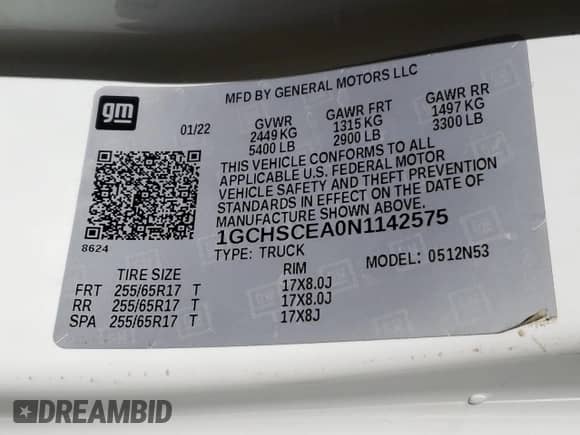 MFD BY GENERAL MOTORS LLC
gm
01/22 GVWR GAWR FRT GAWR RR
2449 KG 1315 KG 1497 KG
5400 LB 2900 LB 3300 LB
THIS VEHICLE CONFORMS TO ALL
APPLICABLE U.S. FEDERAL MOTOR
VEHICLE SAFETY AND THEFT PREVENTION
STANDARDS IN EFFECT ON THE DATE OF
MANUFACTURE SHOWN ABOVE.
8624
1GCHSCEA0N1142575
TYPE: TRUCK MODEL: 0512N53
TIRE SIZE RIM
FRT 255/65R17 T 17X8.0J
RR 255/65R17 T 17X8.0J
SPA 255/65R17 T 17X8J
DREAMBID